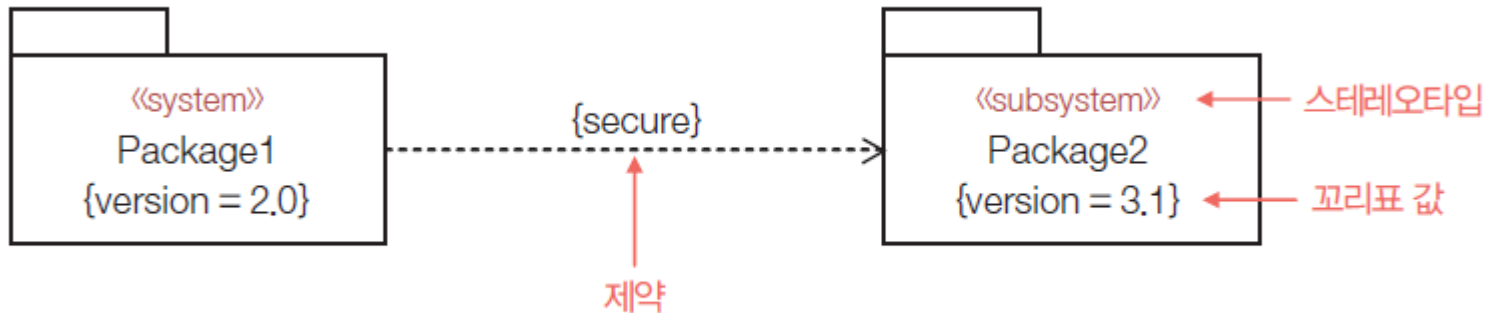 «system»
Package1
{version = 2.0}
{secure}
제약
«subsystem»
Package2
{version = 3.1}
스테레오타입
꼬리표 값